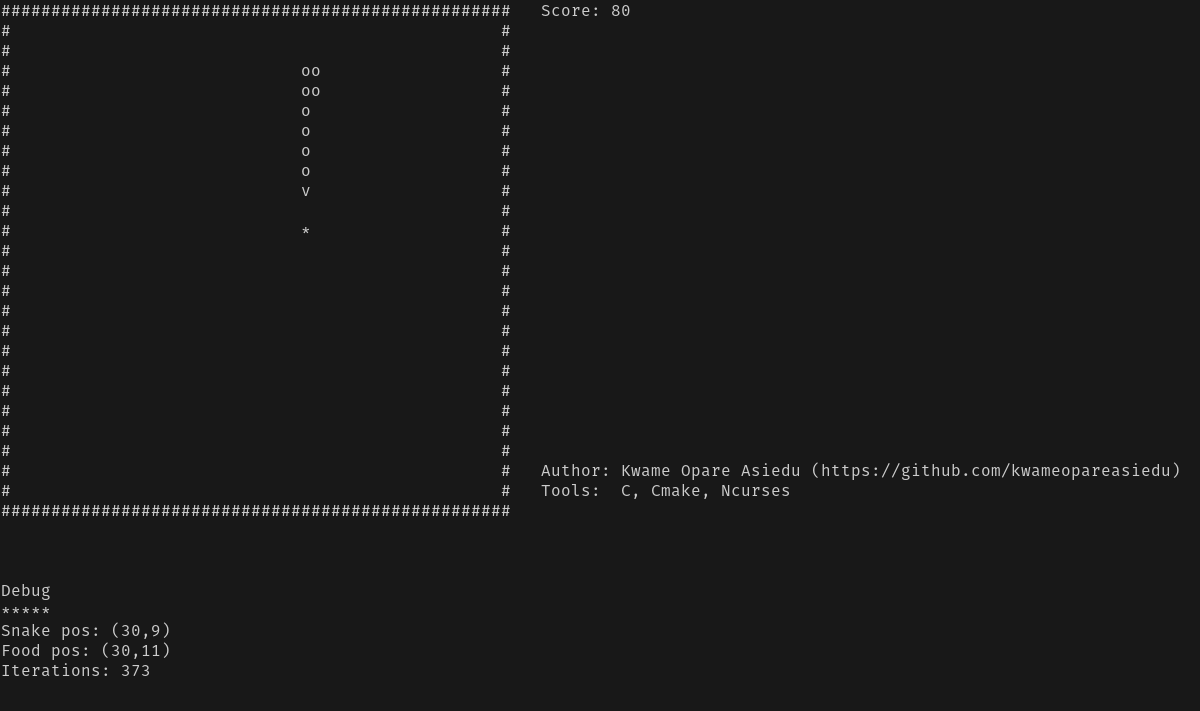 ###################################################   Score: 80
#                                                 #
#                                                 #
#                             oo                  #
#                             oo                  #
#                             o                   #
#                             o                   #
#                             o                   #
#                             o                   #
#                             v                   #
#                                                 #
#                             *                   #
#                                                 #
#                                                 #
#                                                 #
#                                                 #
#                                                 #
#                                                 #
#                                                 #
#                                                 #
#                                                 #
#                                                 #
#                                                 #
#                                                 #   Author: Kwame Opare Asiedu (https://github.com/kwameopareasiedu)
#                                                 #   Tools:  C, Cmake, Ncurses
###################################################
Debug
*****
Snake pos: (30,9)
Food pos: (30,11)
Iterations: 373